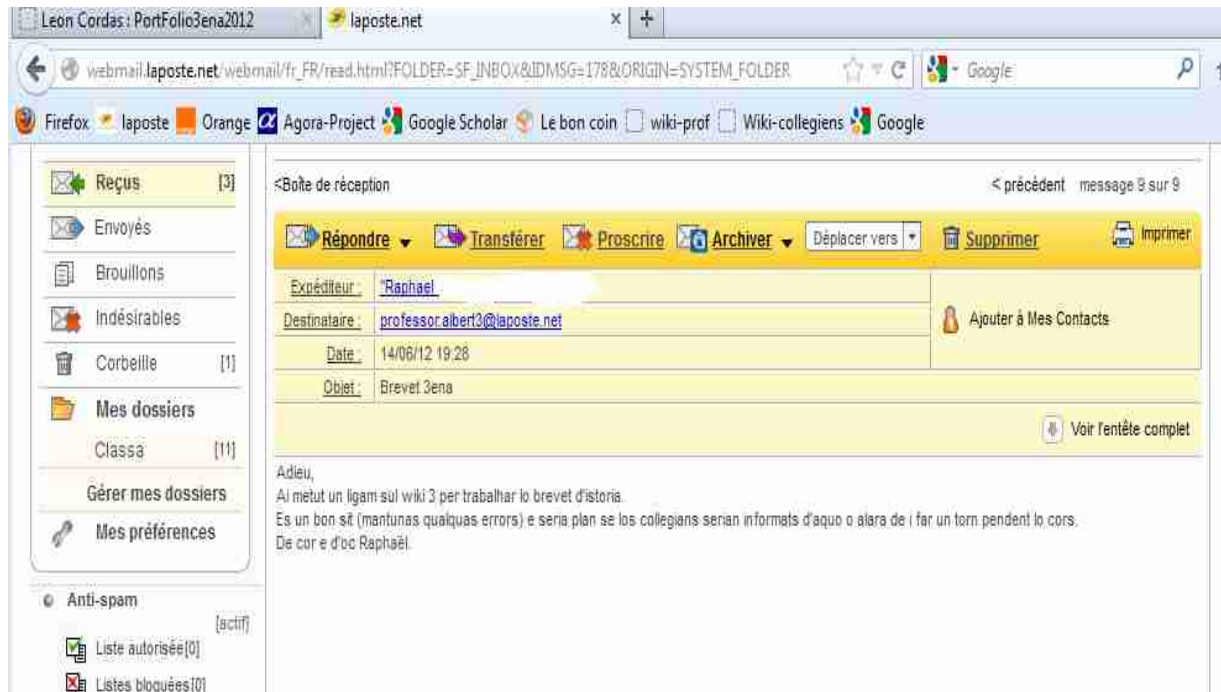 Leon Cordas : PortFolio3ena2012
laposte.net
webmail.laposte.net/webmail/fr_FR/read.html?FOLDER=SF_INBOX&IDMSG=178&ORIGIN=SYSTEM_FOLDER
Google
Firefox laposte Orange Agora-Project Google Scholar Le bon coin wiki-prof Wiki-collegiens Google
Reçus [3]
Envoyés
Brouillons
Indésirables
Corbeille [1]
Mes dossiers
Classa [11]
Gérer mes dossiers
Mes préférences
Anti-spam
[actif]
Liste autorisée[0]
Listes bloquées[0]
<Boîte de réception < précédent message 9 sur 9
Répondre Transférer Proscrire Archiver Déplacer vers Supprimer Imprimer
Expéditeur : "Raphael
Destinataire : professor.albert3@laposte.net
Date : 14/06/12 19:28
Objet : Brevet 3ena
Ajouter à Mes Contacts
Voir l'entête complet
Adieu,
Ai metut un ligam sul wiki 3 per trabalhar lo brevet d'istoria.
Es un bon sit (mantunas qualquas errors) e seria plan se los collegians serian informats d'aquo o alara de i far un torn pendent lo cors.
De cor e d'oc Raphaël.